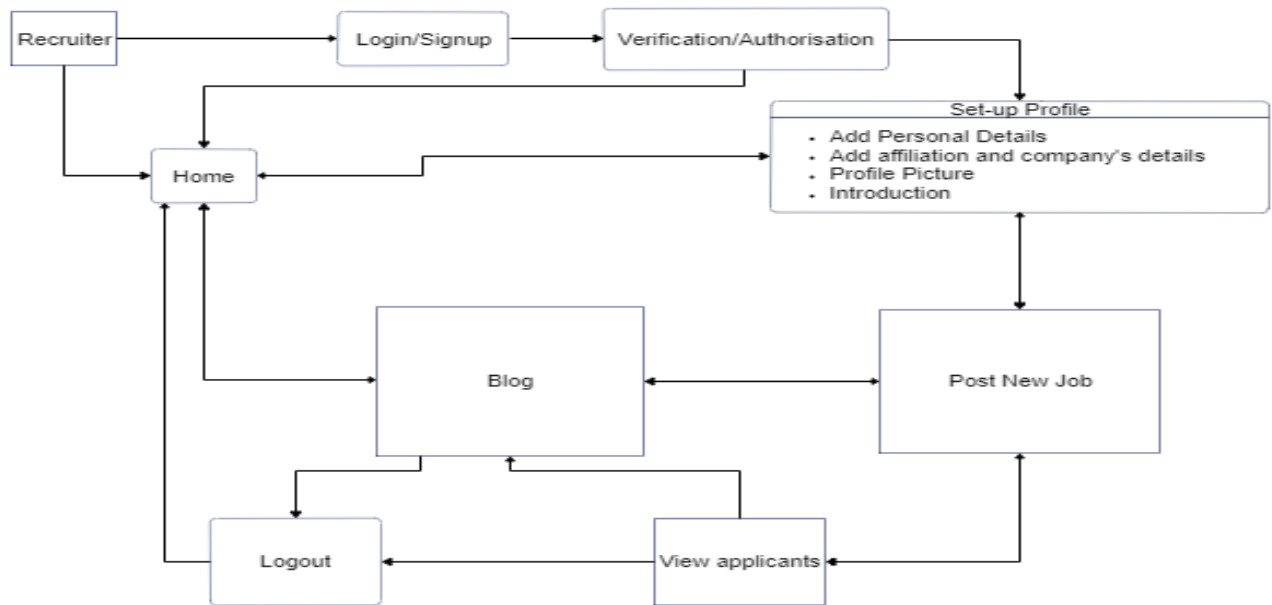 Recruiter
Login/Signup
Verification/Authorisation
Set-up Profile
• Add Personal Details
• Add affiliation and company's details
• Profile Picture
• Introduction
Home
Blog
Post New Job
Logout
View applicants